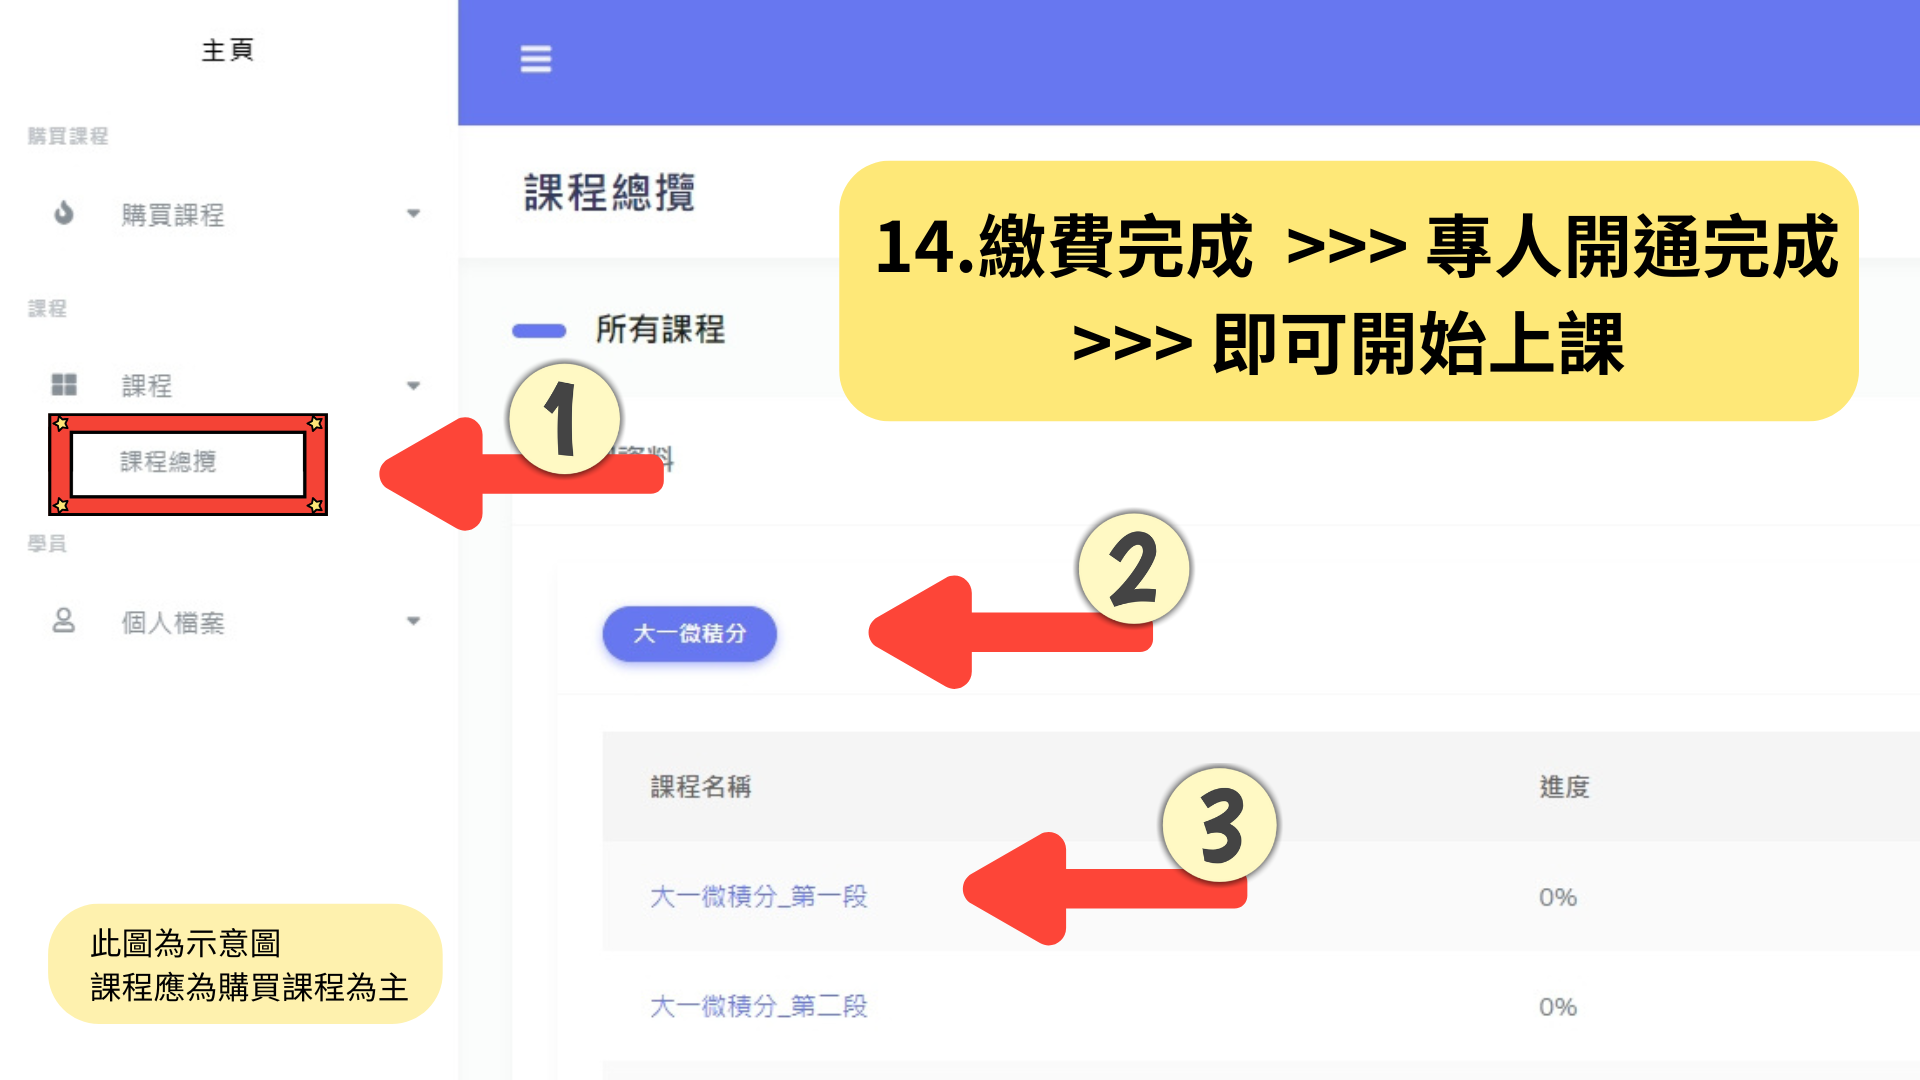 主頁
購買課程
購買課程
課程
課程
課程總攬
學員
個人檔案
此圖為示意圖
課程應為購買課程為主
課程總攬
14.繳費完成 >>> 專人開通完成
>>> 即可開始上課
所有課程
資料
1
2
大一微積分
課程名稱
進度
3
大一微積分_第一段
0%
大一微積分_第二段
0%